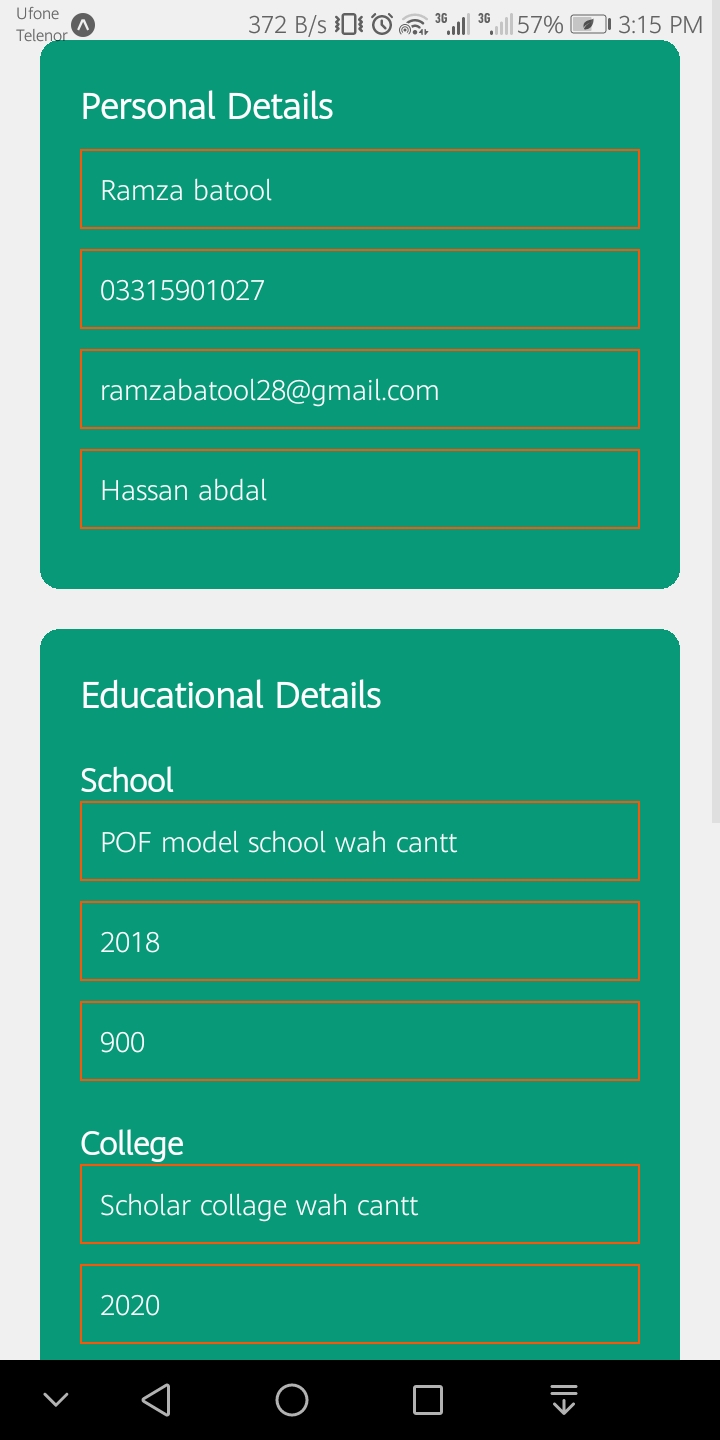 Ufone
Telenor
372 B/s 3G 3G 57% 3:15 PM
Personal Details
Ramza batool
03315901027
ramzabatool28@gmail.com
Hassan abdal
Educational Details
School
POF model school wah cantt
2018
900
College
Scholar collage wah cantt
2020